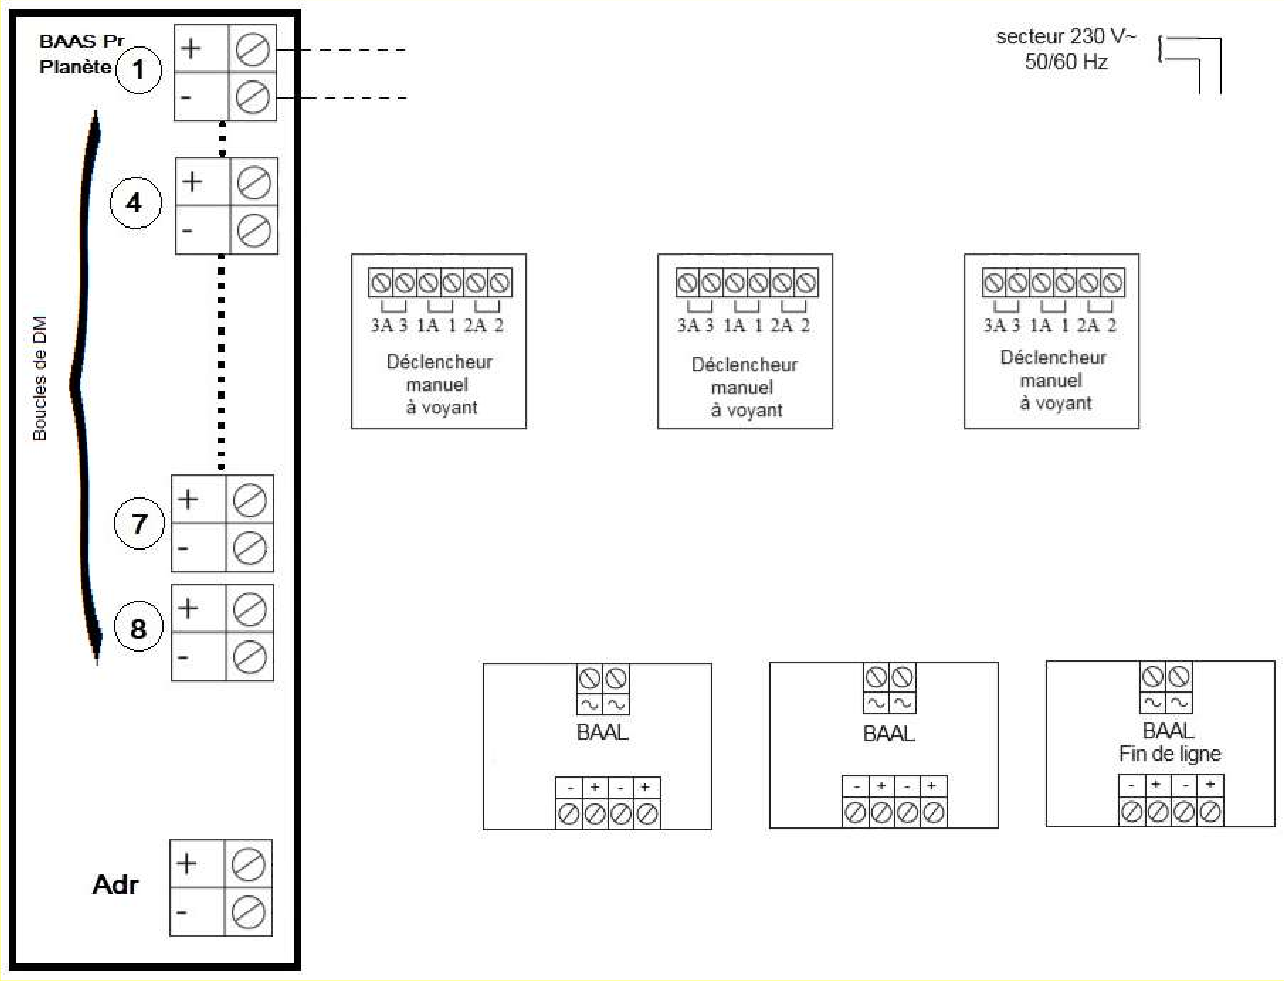 BAAS Pr
Planète
1
+
-
secteur 230 V~
50/60 Hz
4
+
-
3A 3 1A 1 2A 2
Déclencheur
manuel
à voyant
3A 3 1A 1 2A 2
Déclencheur
manuel
à voyant
3A 3 1A 1 2A 2
Déclencheur
manuel
à voyant
Boucles de DM
7
+
-
8
+
-
~ ~
BAAL
- + - +
~ ~
BAAL
- + - +
~ ~
BAAL
Fin de ligne
- + - +
Adr
+
-